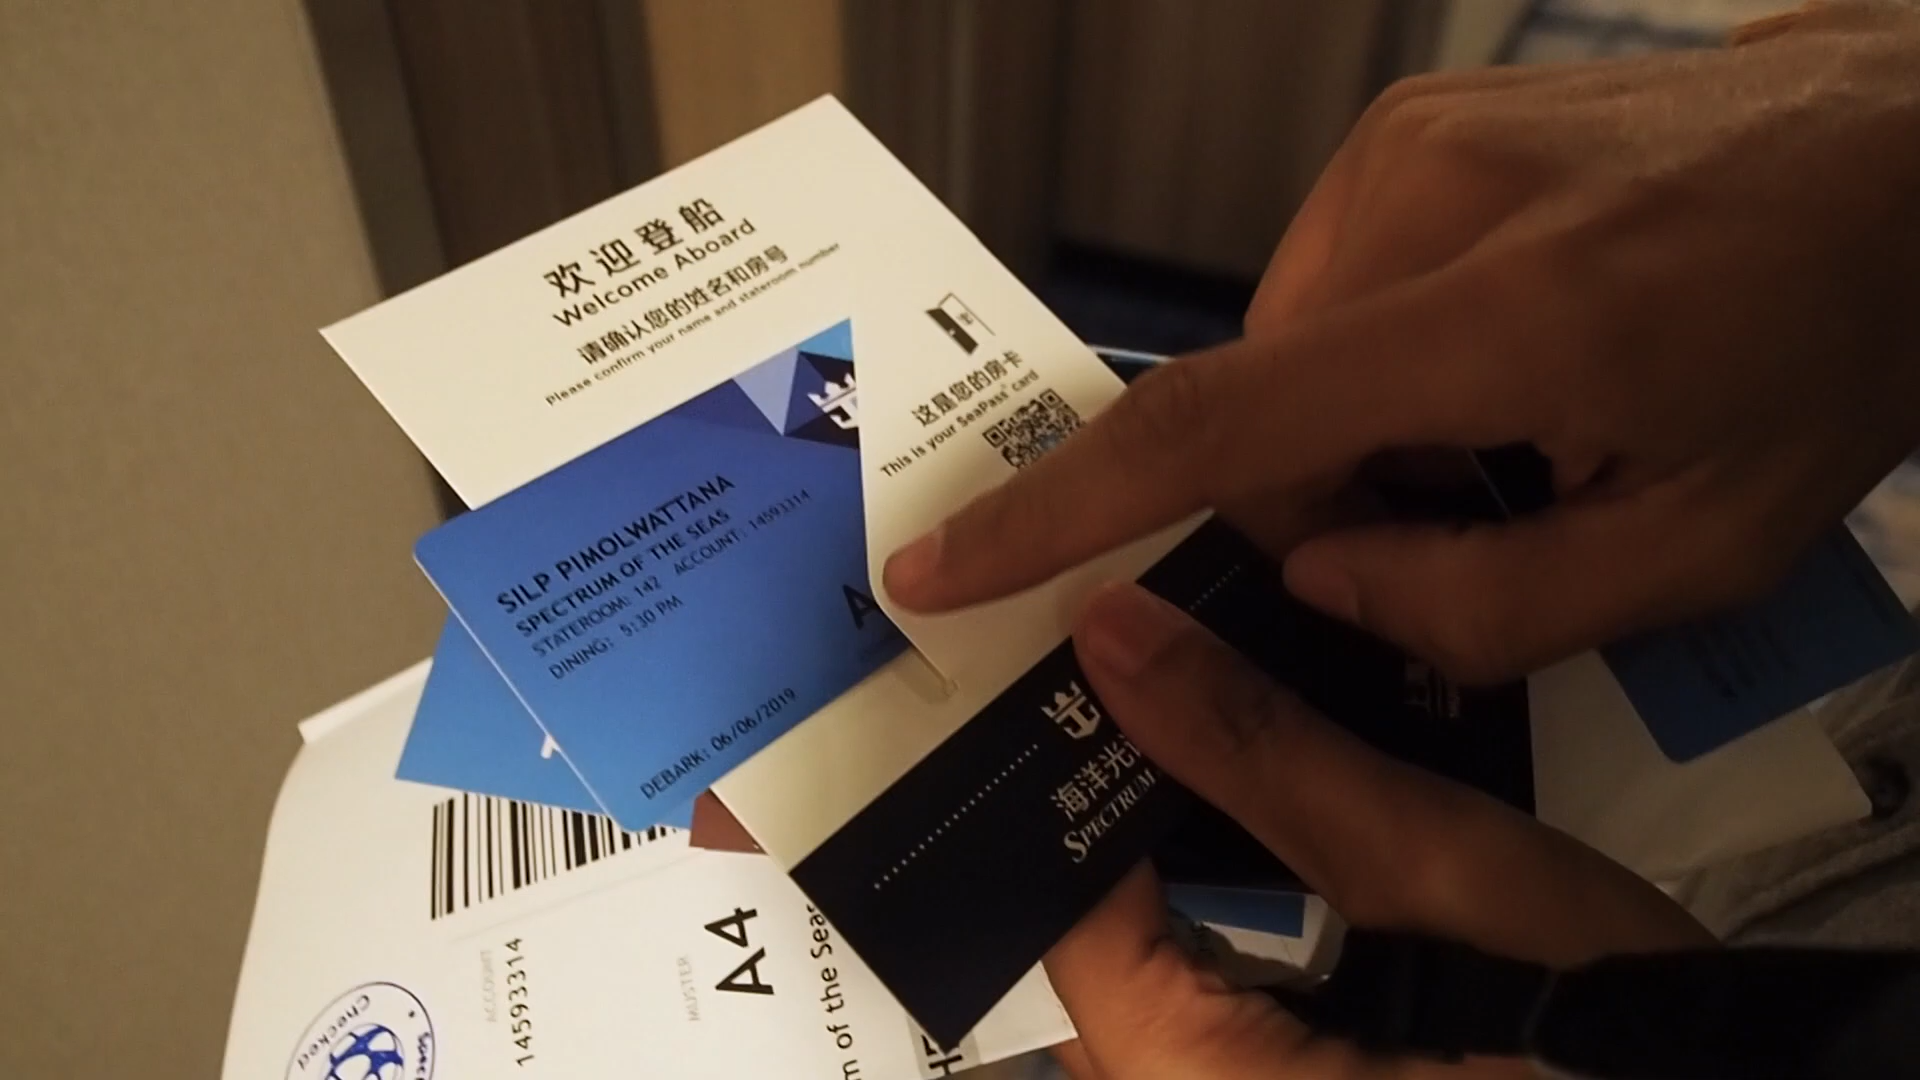 欢迎登船
Welcome Aboard
请确认您的姓名和房号
Please confirm your name and stateroom number
这是您的房卡
This is your SeaPass® card
SILP PIMOLWATTANA
SPECTRUM OF THE SEAS
STATEROOM: 142 ACCOUNT: 14593314
DINING: 5:30 PM
A
DEBARK: 06/06/2019
海洋光
SPECTRUM
ACCOUNT
14593314
MUSTER
A4
of the Seas
Checked